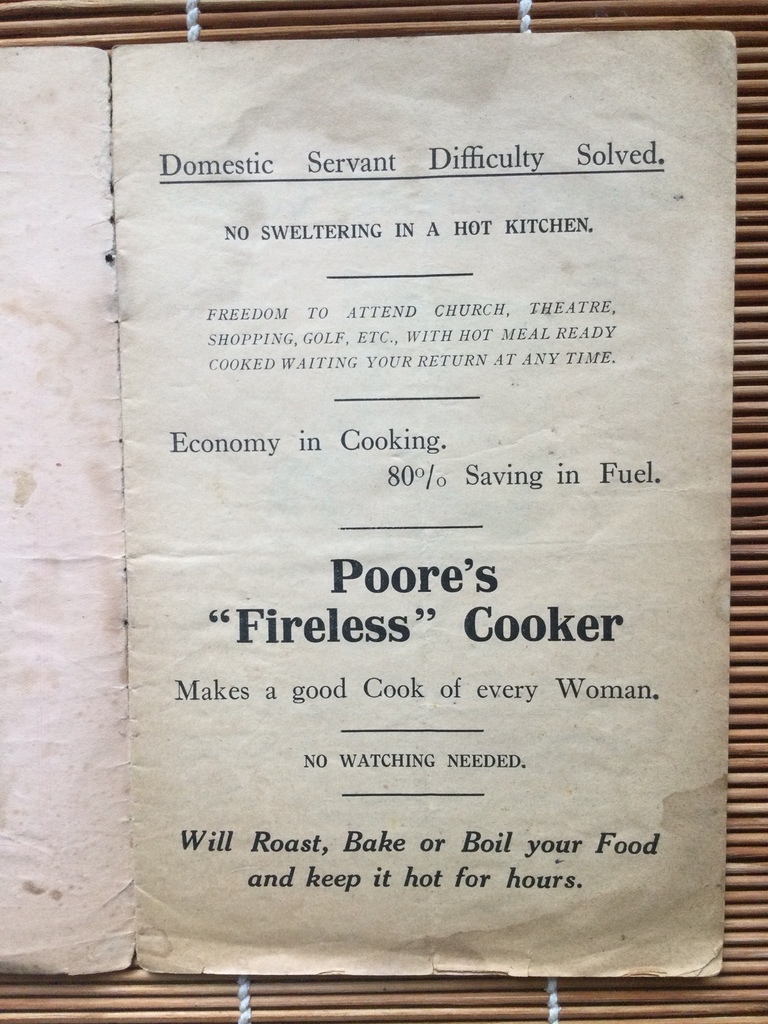 Domestic Servant Difficulty Solved.
NO SWELTERING IN A HOT KITCHEN.
FREEDOM TO ATTEND CHURCH, THEATRE,
SHOPPING, GOLF, ETC., WITH HOT MEAL READY
COOKED WAITING YOUR RETURN AT ANY TIME.
Economy in Cooking.
80% Saving in Fuel.
Poore's
"Fireless" Cooker
Makes a good Cook of every Woman.
NO WATCHING NEEDED.
Will Roast, Bake or Boil your Food
and keep it hot for hours.